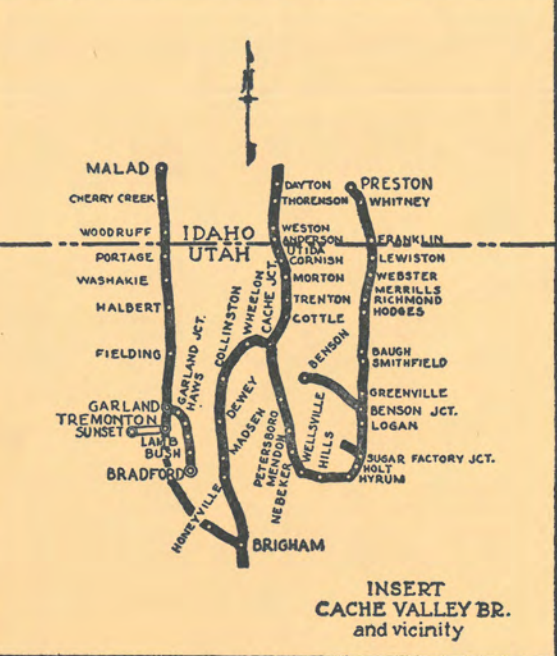 N
MALAD
CHERRY CREEK
WOODRUFF
PORTAGE
WASHAKIE
HALBERT
FIELDING
GARLAND
TREMONTON
SUNSET
LAMB
BUSH
BRADFORD
GARLAND JCT.
HAWS
IDAHO
UTAH
DAYTON
THORENSON
WESTON
ANDERSON
UTIDA
CORNISH
MORTON
TRENTON
COTTLE
CACHE JCT.
WHEELON
COLLINSTON
DEWEY
MADSEN
HONEYVILLE
BRIGHAM
PETERSBORO
MENDON
NEBEKER
WELLSVILLE
HILLS
PRESTON
WHITNEY
FRANKLIN
LEWISTON
WEBSTER
MERRILLS
RICHMOND
HODGES
BAUGH
SMITHFIELD
BENSON
GREENVILLE
BENSON JCT.
LOGAN
SUGAR FACTORY JCT.
HOLT
HYRUM
INSERT
CACHE VALLEY BR.
and vicinity